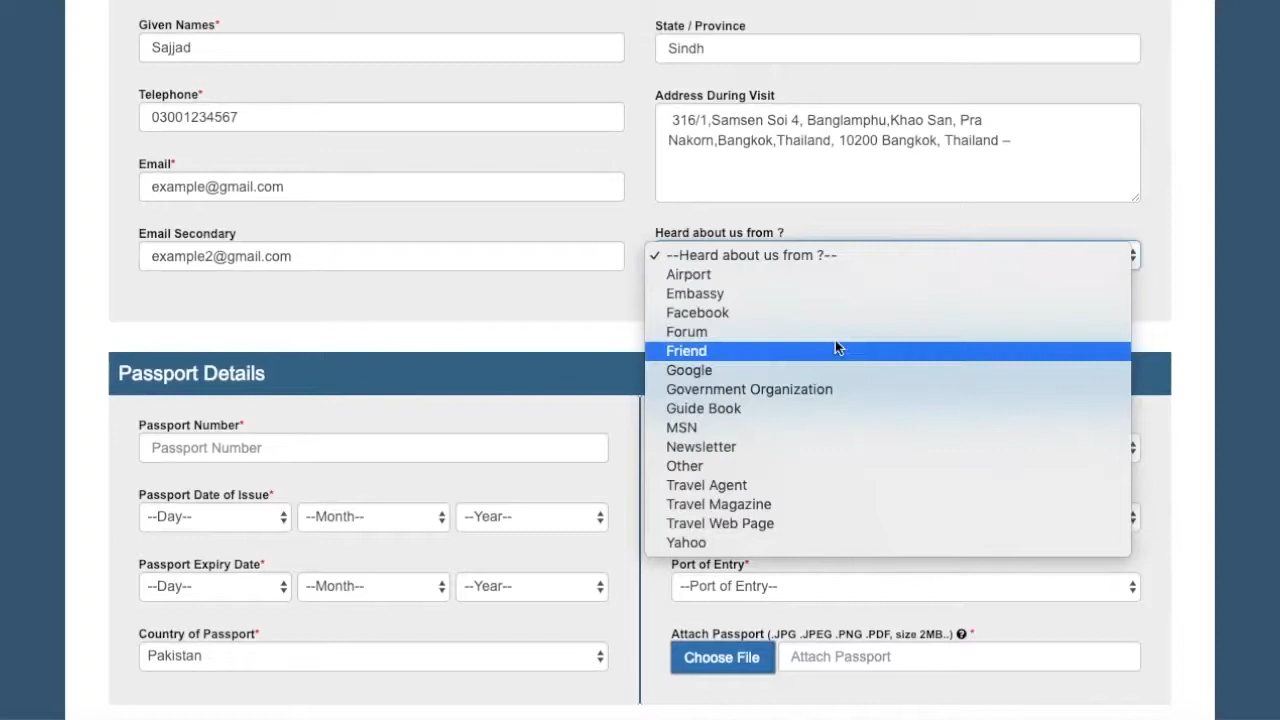 Given Names*
Sajjad
Telephone*
03001234567
Email*
example@gmail.com
Email Secondary
example2@gmail.com
State / Province
Sindh
Address During Visit
316/1,Samsen Soi 4, Banglamphu,Khao San, Pra
Nakorn,Bangkok,Thailand, 10200 Bangkok, Thailand –
Heard about us from ?
✓ --Heard about us from ?--
Airport
Embassy
Facebook
Forum
Friend
Google
Government Organization
Guide Book
MSN
Newsletter
Other
Travel Agent
Travel Magazine
Travel Web Page
Yahoo
Passport Details
Passport Number*
Passport Number
Passport Date of Issue*
--Day-- --Month-- --Year--
Passport Expiry Date*
--Day-- --Month-- --Year--
Country of Passport*
Pakistan
Port of Entry*
--Port of Entry--
Attach Passport (.JPG .JPEG .PNG .PDF, size 2MB..) ? *
Choose File Attach Passport